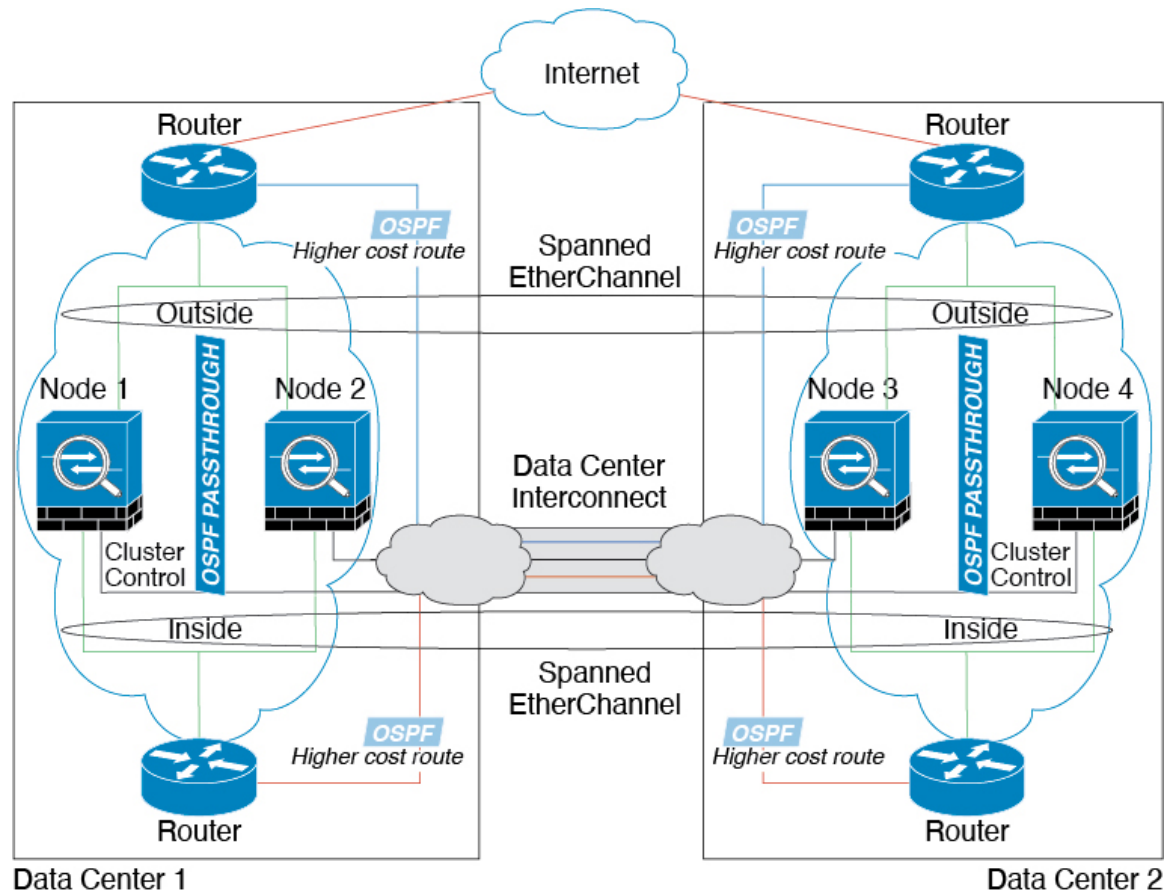 Internet
Router
Router
OSPF
Higher cost route
OSPF
Higher cost route
Spanned
EtherChannel
Outside
Outside
Node 1
Node 2
Node 3
Node 4
OSPF PASSTHROUGH
OSPF PASSTHROUGH
Data Center
Interconnect
Cluster
Control
Cluster
Control
Inside
Inside
Spanned
EtherChannel
OSPF
Higher cost route
OSPF
Higher cost route
Router
Router
Data Center 1
Data Center 2